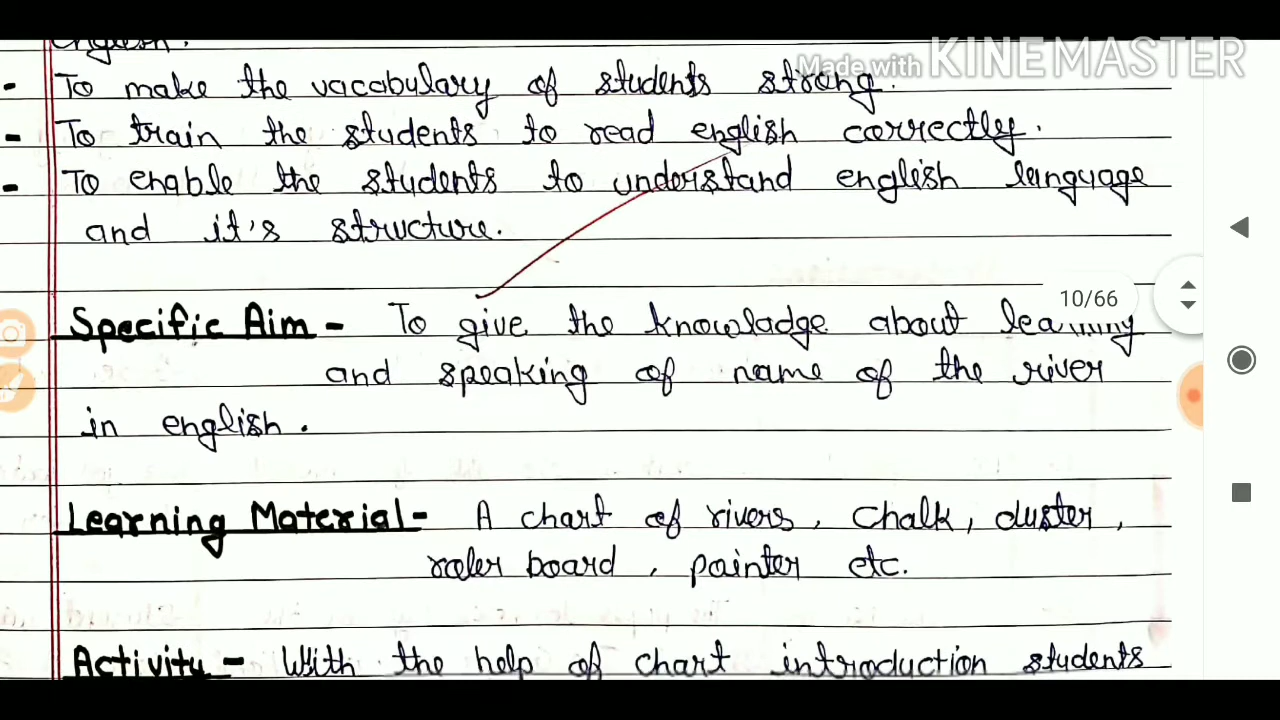 English.
Made with KINEMASTER
- To make the vacabulary of students strong.
- To train the students to read english correctly.
- To enable the students to understand english language
and it's structure.
10/66
Specific Aim - To give the knowladge about learning
and speaking of name of the river
in english.
Learning Material - A chart of rivers, chalk, duster,
roler board, painter etc.
Activity - With the help of chart introduction students